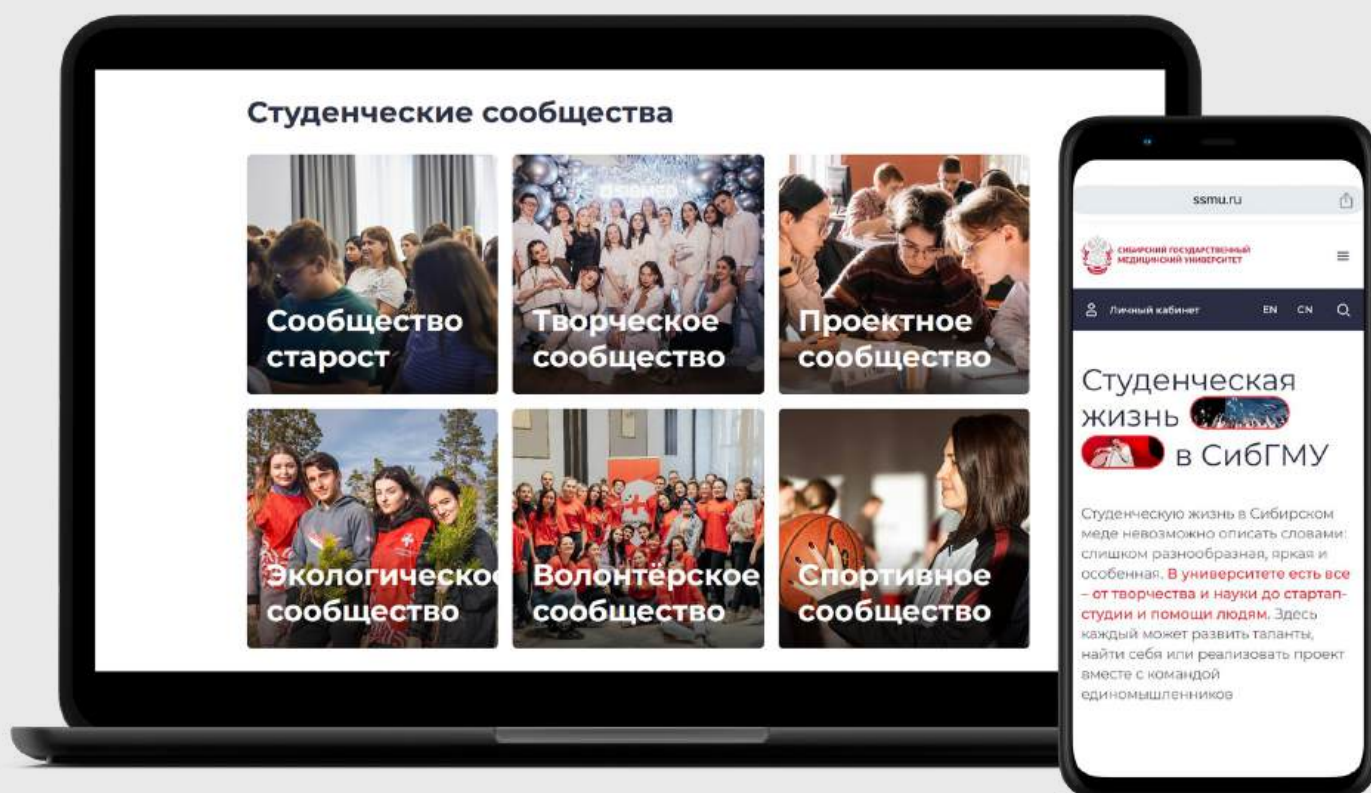 Студенческие сообщества
SIBMED
Сообщество
старост
Творческое
сообщество
Проектное
сообщество
Экологическо
сообщество
Волонтёрское
сообщество
Спортивное
сообщество
ssmu.ru
СИБИРСКИЙ ГОСУДАРСТВЕННЫЙ
МЕДИЦИНСКИЙ УНИВЕРСИТЕТ
Личный кабинет EN CN
Студенческая
жизнь
в СибГМУ
Студенческую жизнь в Сибирском
меде невозможно описать словами:
слишком разнообразная, яркая и
особенная. В университете есть все
– от творчества и науки до стартап-
студии и помощи людям. Здесь
каждый может развить таланты,
найти себя или реализовать проект
вместе с командой
единомышленников